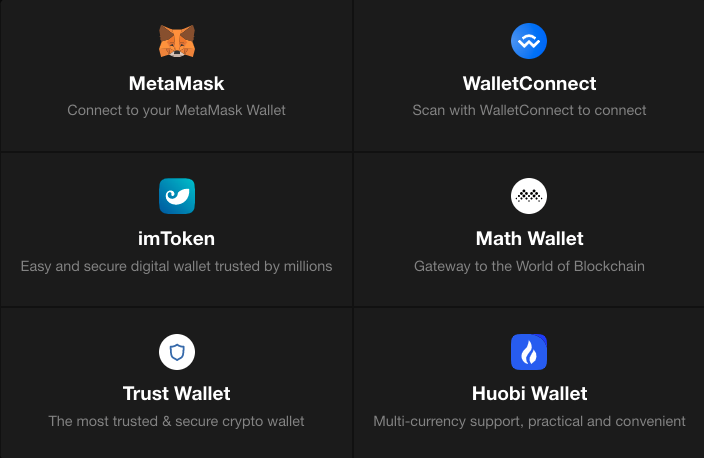 MetaMask
Connect to your MetaMask Wallet
WalletConnect
Scan with WalletConnect to connect
imToken
Easy and secure digital wallet trusted by millions
Math Wallet
Gateway to the World of Blockchain
Trust Wallet
The most trusted & secure crypto wallet
Huobi Wallet
Multi-currency support, practical and convenient